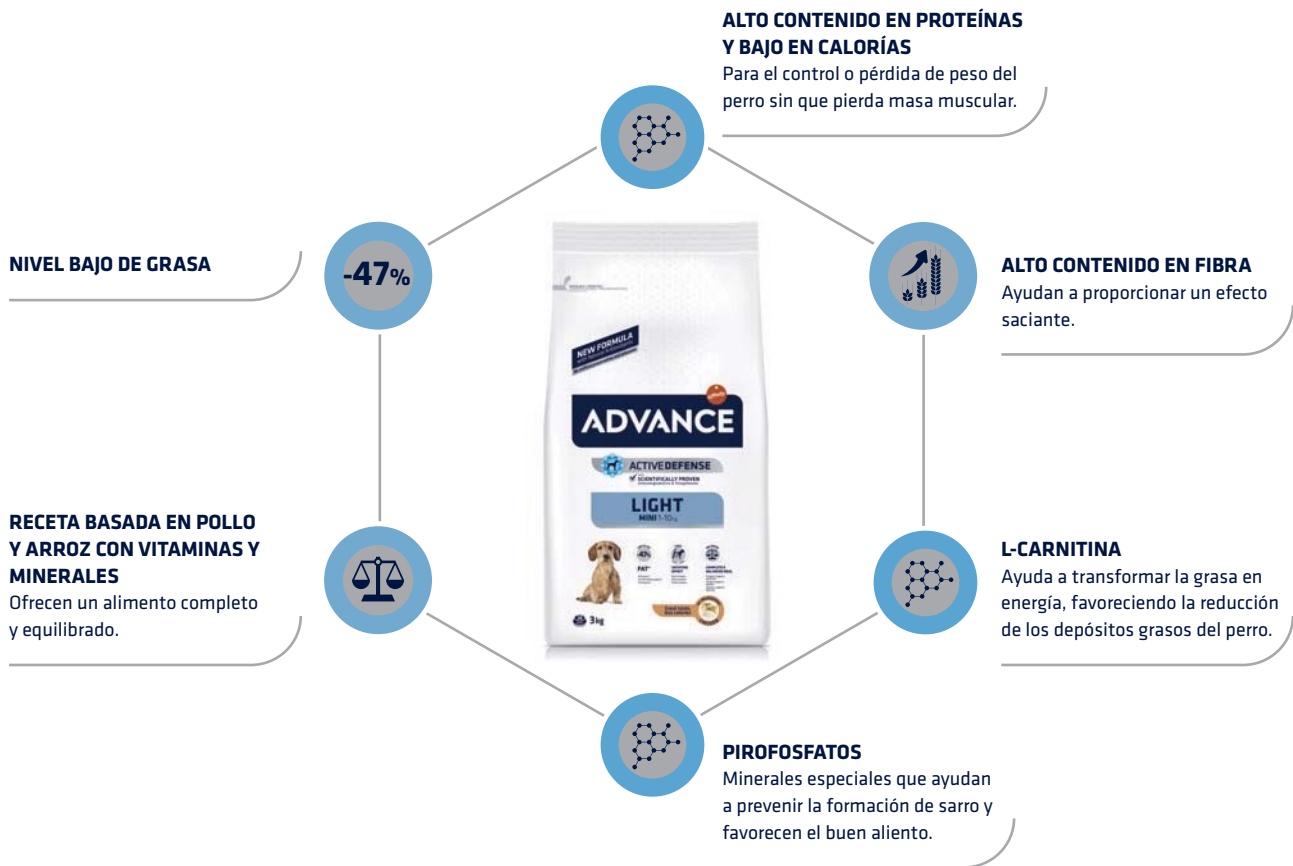 ALTO CONTENIDO EN PROTEÍNAS
Y BAJO EN CALORÍAS
Para el control o pérdida de peso del
perro sin que pierda masa muscular.
NIVEL BAJO DE GRASA
-47%
ALTO CONTENIDO EN FIBRA
Ayudan a proporcionar un efecto
saciante.
NEW FORMULA
ADVANCE
ACTIVE DEFENSE
SCIENTIFICALLY PROVEN
LIGHT
MINI 1-10kg
FAT
3kg
RECETA BASADA EN POLLO
Y ARROZ CON VITAMINAS Y
MINERALES
Ofrecen un alimento completo
y equilibrado.
L-CARNITINA
Ayuda a transformar la grasa en
energía, favoreciendo la reducción
de los depósitos grasos del perro.
PIROFOSFATOS
Minerales especiales que ayudan
a prevenir la formación de sarro y
favorecen el buen aliento.